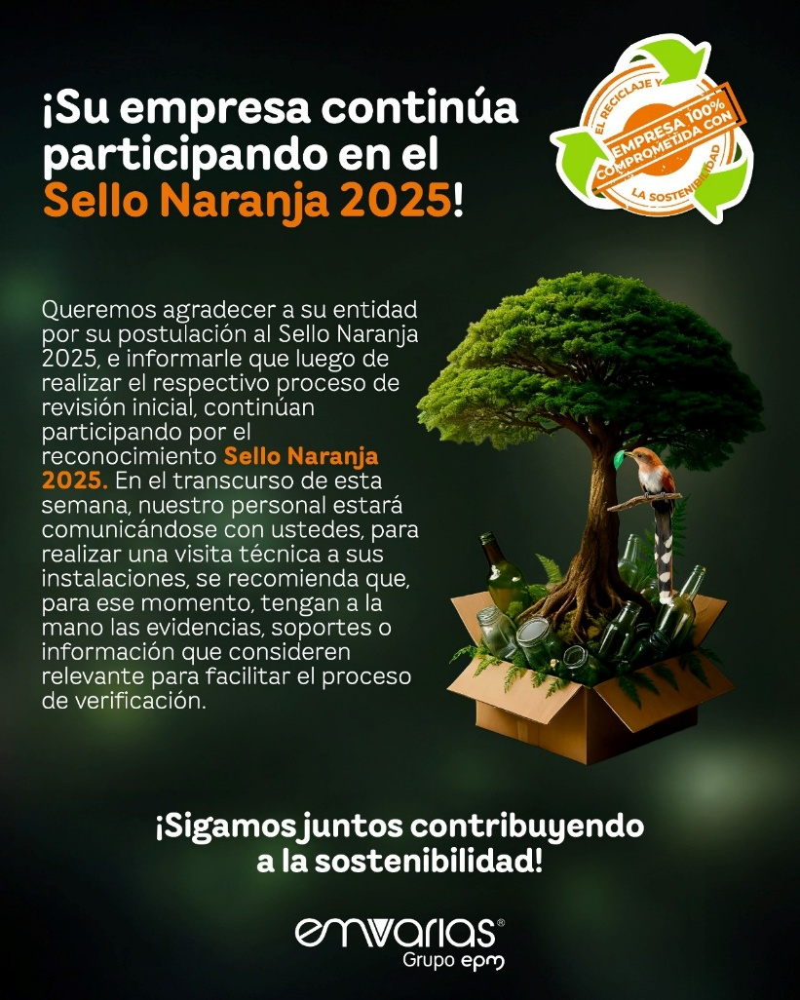 ¡Su empresa continúa
participando en el
Sello Naranja 2025!
EL RECICLAJE Y
EMPRESA 100%
COMPROMETIDA CON
LA SOSTENIBILIDAD
Queremos agradecer a su entidad
por su postulación al Sello Naranja
2025, e informarle que luego de
realizar el respectivo proceso de
revisión inicial, continúan
participando por el
reconocimiento Sello Naranja
2025. En el transcurso de esta
semana, nuestro personal estará
comunicándose con ustedes, para
realizar una visita técnica a sus
instalaciones, se recomienda que,
para ese momento, tengan a la
mano las evidencias, soportes o
información que consideren
relevante para facilitar el proceso
de verificación.
¡Sigamos juntos contribuyendo
a la sostenibilidad!
emvarias®
Grupo epm